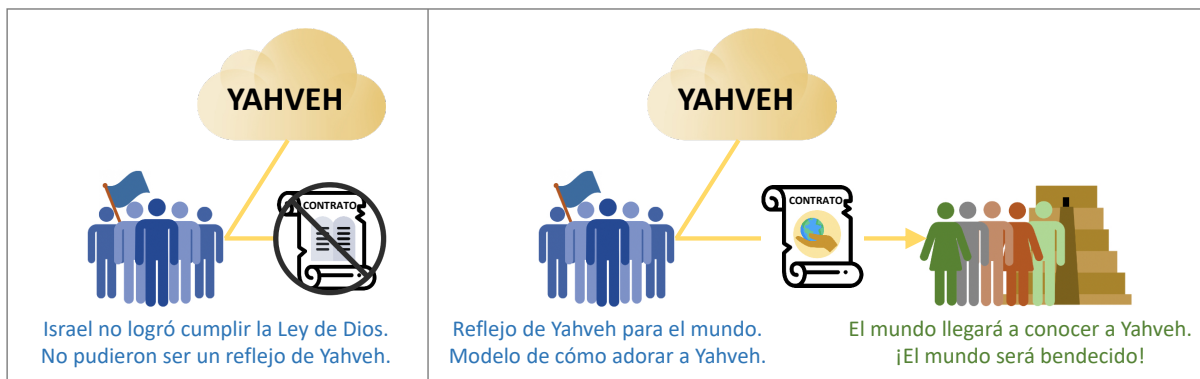 YAHVEH
CONTRATO
Israel no logró cumplir la Ley de Dios.
No pudieron ser un reflejo de Yahveh.
YAHVEH
CONTRATO
Reflejo de Yahveh para el mundo.
Modelo de cómo adorar a Yahveh.
El mundo llegará a conocer a Yahveh.
¡El mundo será bendecido!